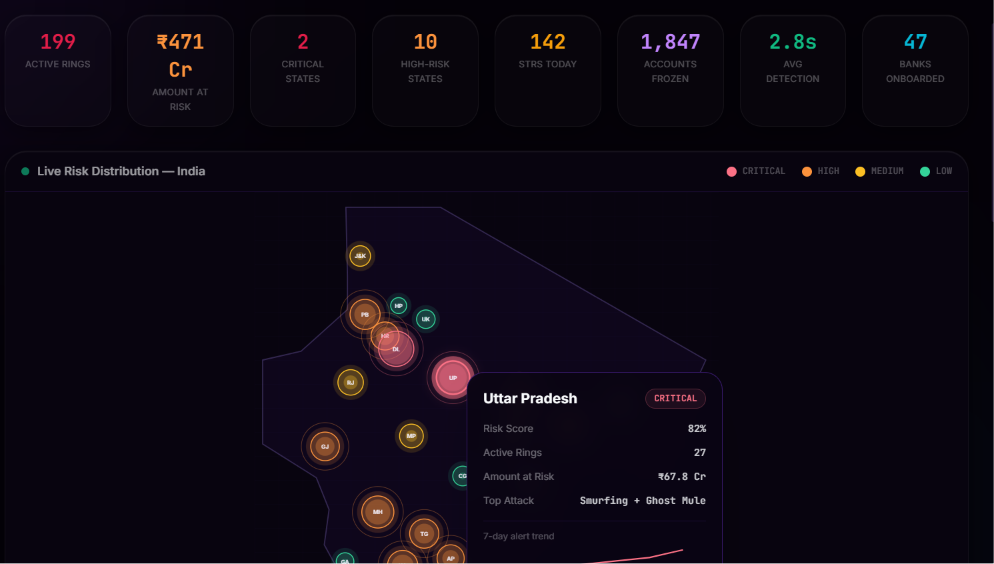 199
ACTIVE RINGS
₹471
Cr
AMOUNT AT
RISK
2
CRITICAL
STATES
10
HIGH-RISK
STATES
142
STRS TODAY
1,847
ACCOUNTS
FROZEN
2.8s
AVG
DETECTION
47
BANKS
ONBOARDED
Live Risk Distribution — India
CRITICAL
HIGH
MEDIUM
LOW
J&K
HP
PB
UK
HR
DL
UP
RJ
Uttar Pradesh
CRITICAL
Risk Score 82%
MP
Active Rings 27
GJ
Amount at Risk ₹67.8 Cr
CG
Top Attack Smurfing + Ghost Mule
MH
TG
7-day alert trend
AP
GA